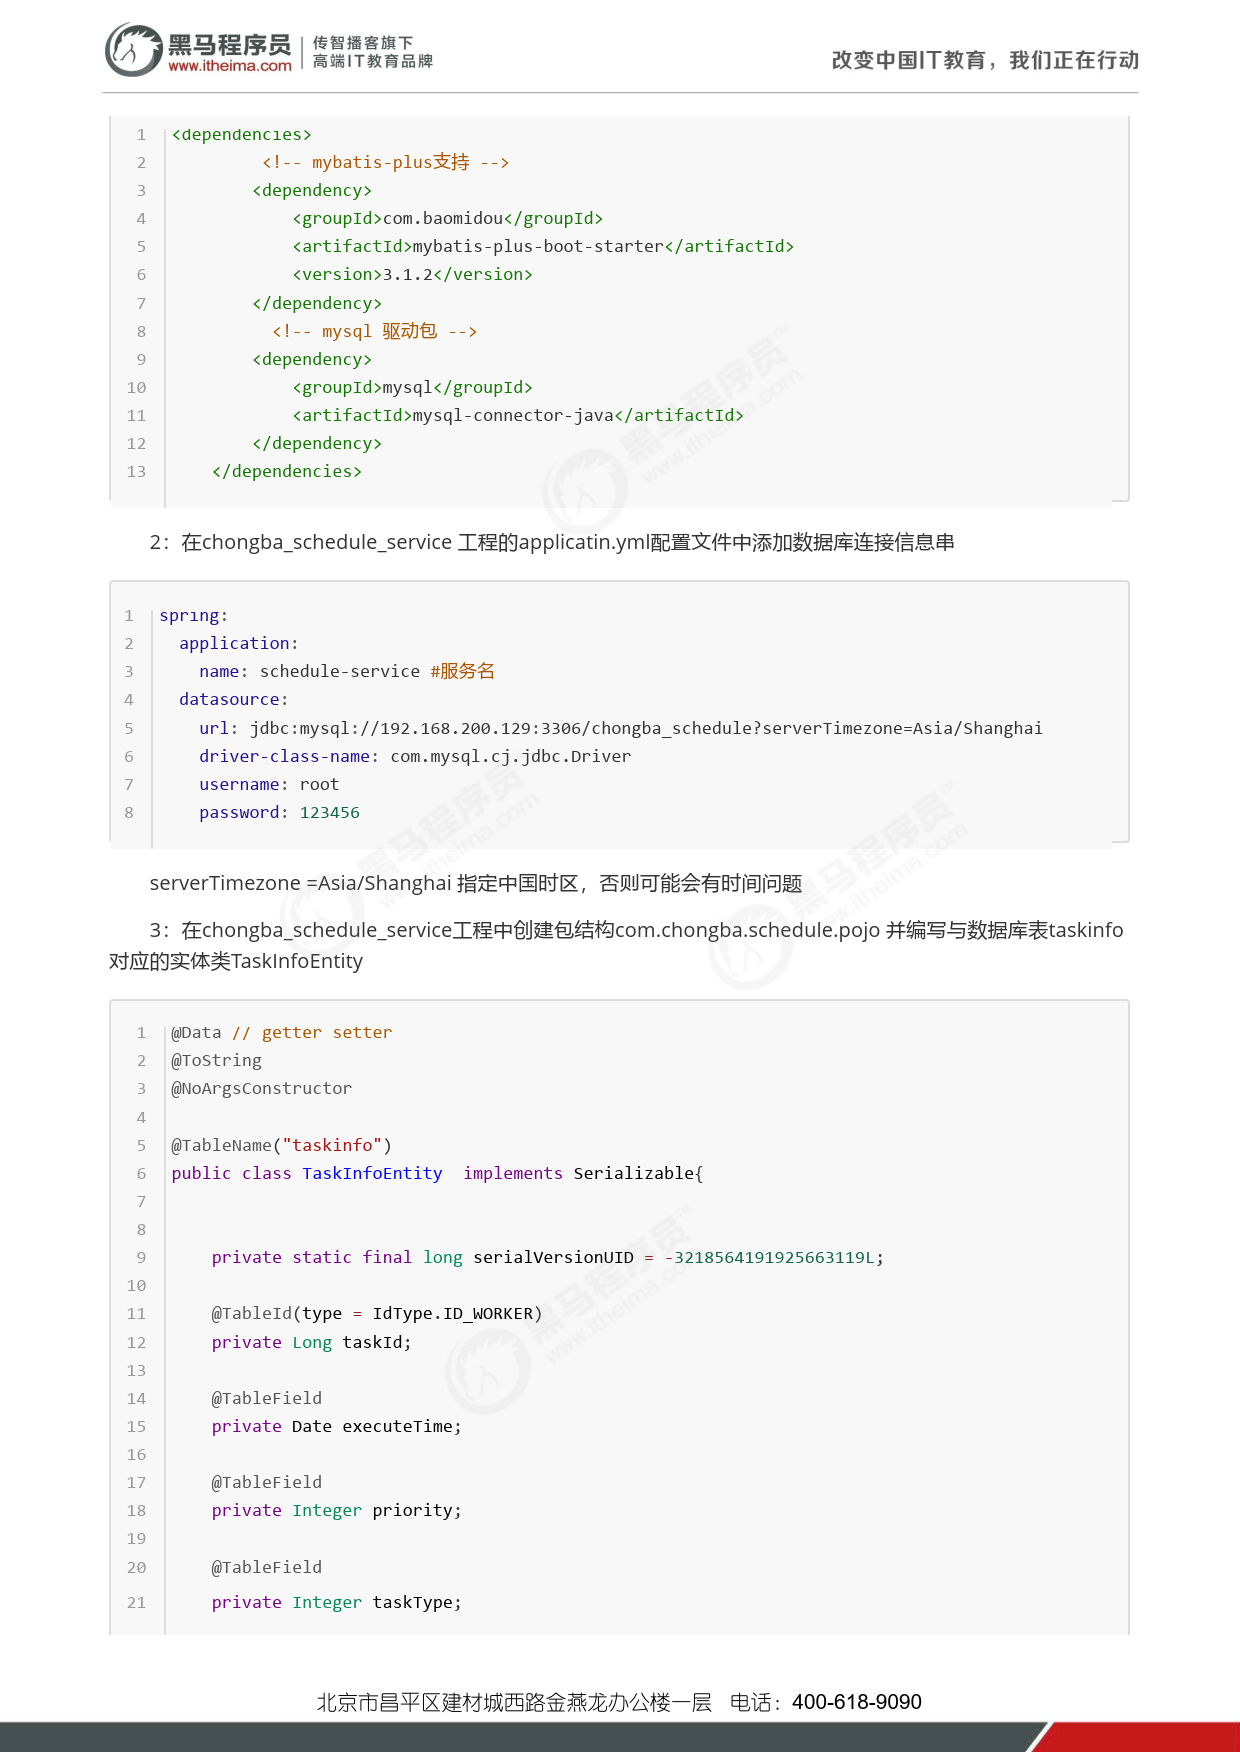 黑马程序员
www.itheima.com
传智播客旗下
高端IT教育品牌
改变中国IT教育，我们正在行动
1 <dependencies>
2 <!-- mybatis-plus支持 -->
3 <dependency>
4 <groupId>com.baomidou</groupId>
5 <artifactId>mybatis-plus-boot-starter</artifactId>
6 <version>3.1.2</version>
7 </dependency>
8 <!-- mysql 驱动包 -->
9 <dependency>
10 <groupId>mysql</groupId>
11 <artifactId>mysql-connector-java</artifactId>
12 </dependency>
13 </dependencies>
2：在chongba_schedule_service 工程的applicatin.yml配置文件中添加数据库连接信息串
1 spring:
2 application:
3 name: schedule-service #服务名
4 datasource:
5 url: jdbc:mysql://192.168.200.129:3306/chongba_schedule?serverTimezone=Asia/Shanghai
6 driver-class-name: com.mysql.cj.jdbc.Driver
7 username: root
8 password: 123456
serverTimezone =Asia/Shanghai 指定中国时区，否则可能会有时间问题
3：在chongba_schedule_service工程中创建包结构com.chongba.schedule.pojo 并编写与数据库表taskinfo
对应的实体类TaskInfoEntity
1 @Data // getter setter
2 @ToString
3 @NoArgsConstructor
4
5 @TableName("taskinfo")
6 public class TaskInfoEntity  implements Serializable{
7
8
9 private static final long serialVersionUID = -3218564191925663119L;
10
11 @TableId(type = IdType.ID_WORKER)
12 private Long taskId;
13
14 @TableField
15 private Date executeTime;
16
17 @TableField
18 private Integer priority;
19
20 @TableField
21 private Integer taskType;
北京市昌平区建材城西路金燕龙办公楼一层 电话：400-618-9090